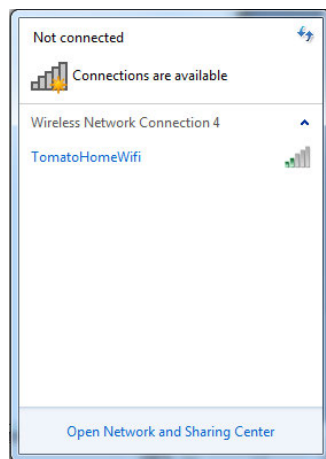 Not connected
Connections are available
Wireless Network Connection 4
TomatoHomeWifi
Open Network and Sharing Center